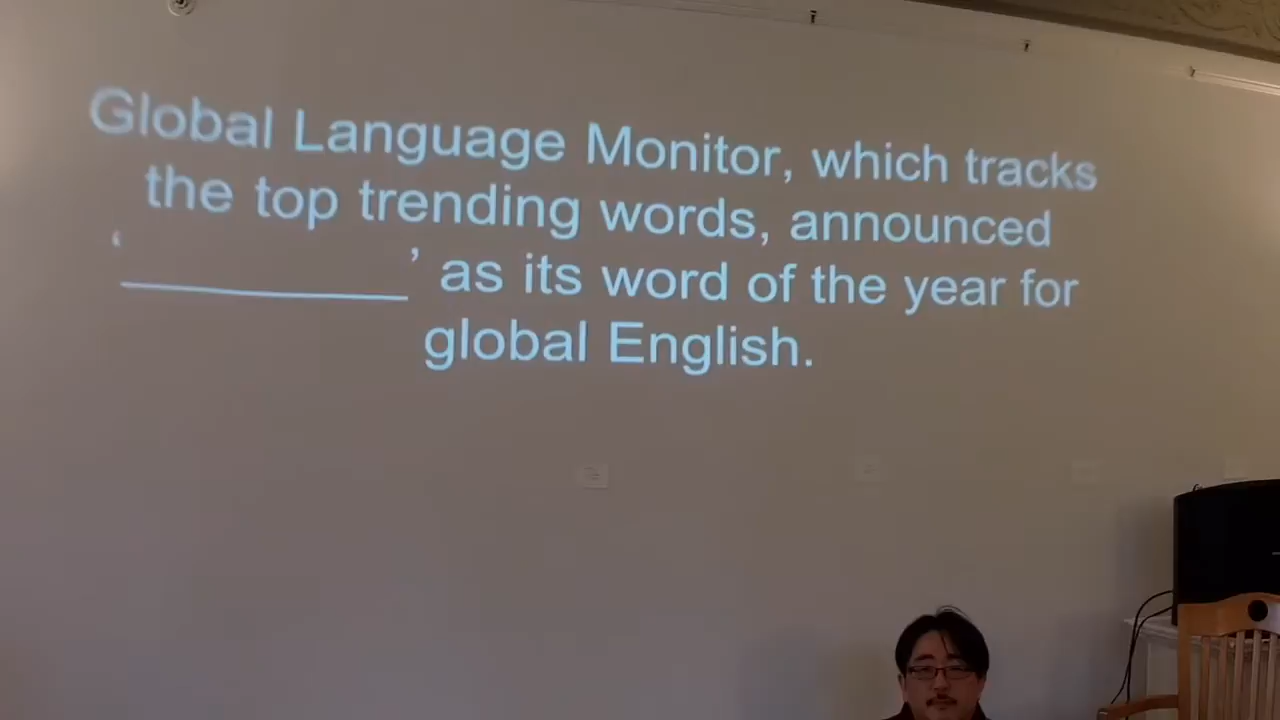 Global Language Monitor, which tracks
the top trending words, announced
‘___________’ as its word of the year for
global English.